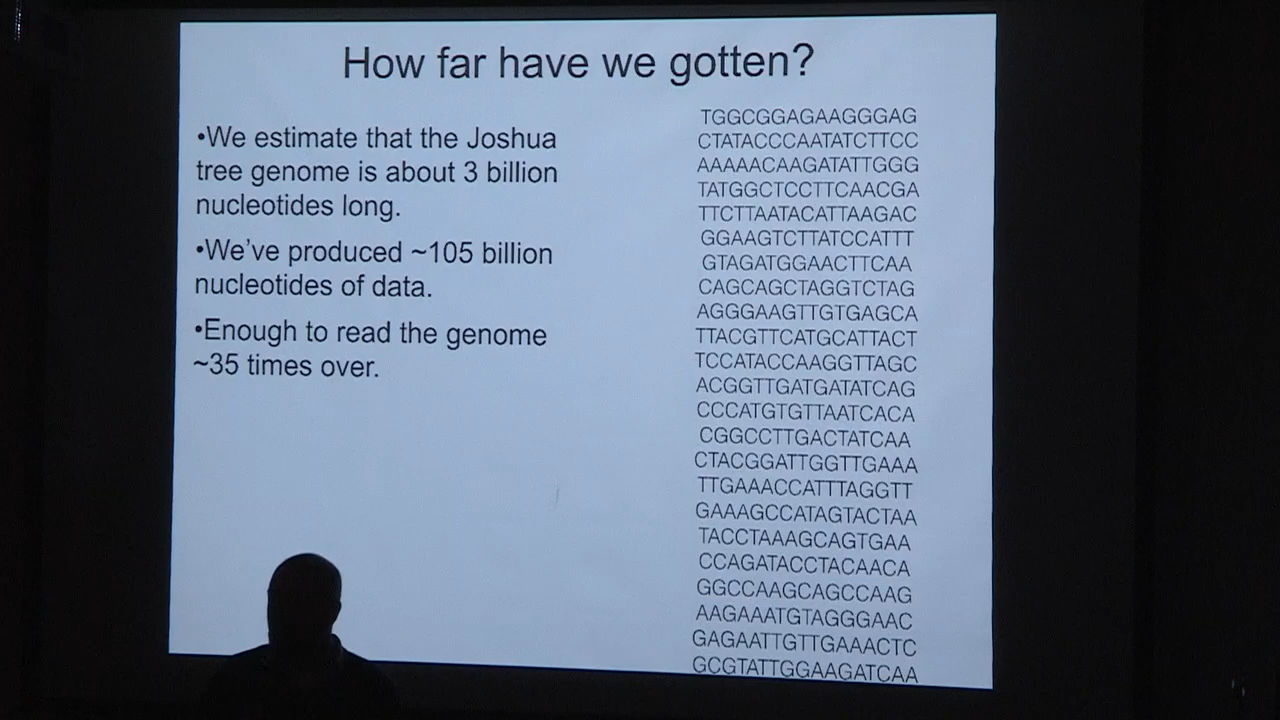 How far have we gotten?
•We estimate that the Joshua
tree genome is about 3 billion
nucleotides long.
•We've produced ~105 billion
nucleotides of data.
•Enough to read the genome
~35 times over.
TGGCGGAGAAGGGAG
CTATACCCAATATCTTCC
AAAAACAAGATATTGGG
TATGGCTCCTTCAACGA
TTCTTAATACATTAAGAC
GGAAGTCTTATCCATTT
GTAGATGGAACTTCAA
CAGCAGCTAGGTCTAG
AGGGAAGTTGTGAGCA
TTACGTTCATGCATTACT
TCCATACCAAGGTTAGC
ACGGTTGATGATATCAG
CCCATGTGTTAATCACA
CGGCCTTGACTATCAA
CTACGGATTGGTTGAAA
TTGAAACCATTTAGGTT
GAAAGCCATAGTACTAA
TACCTAAAGCAGTGAA
CCAGATACCTACAACA
GGCCAAGCAGCCAAG
AAGAAATGTAGGGAAC
GAGAATTGTTGAAACTC
GCGTATTGGAAGATCAA